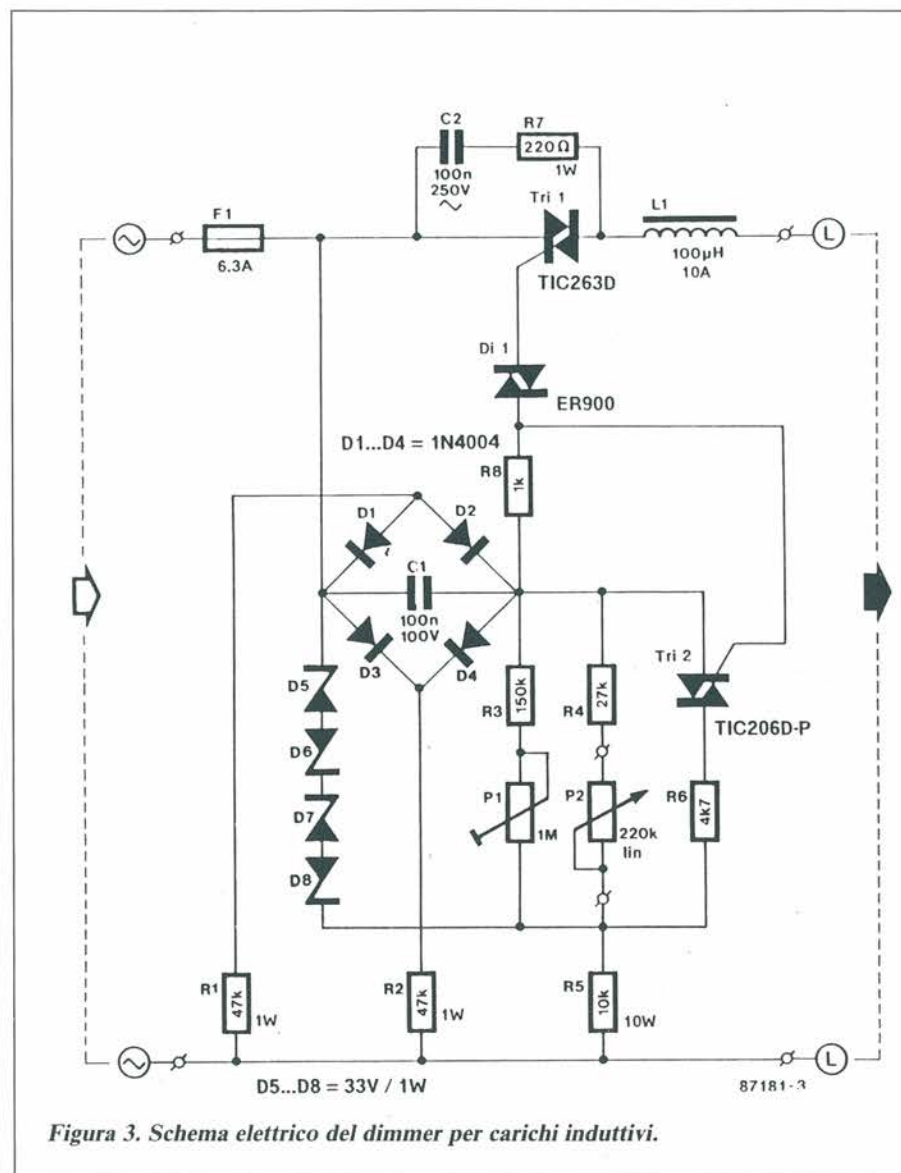 C2
100n
250V
~
R7
220Ω
1W
Tri 1
F1
6.3A
L1
100µH
10A
L
TIC263D
Di 1
ER900
D1...D4 = 1N4004
R8
1k
D1
D2
C1
100n
100V
D3
D4
D5
D6
D7
D8
R3
150k
R4
27k
Tri 2
TIC206D-P
P1
1M
P2
220k
lin
R6
4k7
R1
47k
1W
R2
47k
1W
R5
10k
10W
~
L
D5...D8 = 33V / 1W
87181-3
Figura 3. Schema elettrico del dimmer per carichi induttivi.